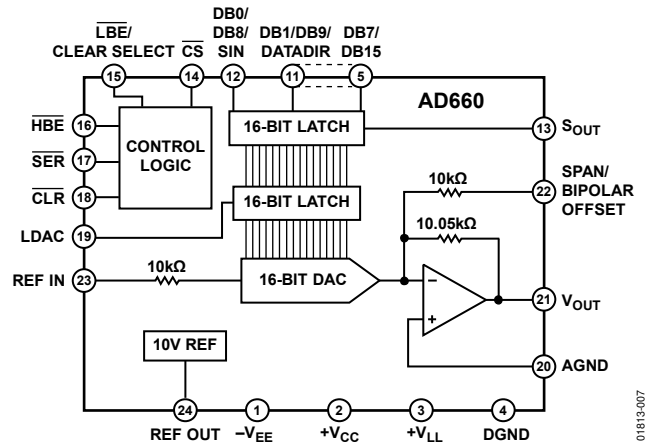 LBE/
CLEAR SELECT
CS
DB0/
DB8/
SIN
DB1/DB9/
DATADIR
DB7/
DB15
15
14
12
11
5
AD660
HBE
16
SER
17
CLR
18
LDAC
19
REF IN
23
CONTROL
LOGIC
16-BIT LATCH
16-BIT LATCH
10kΩ
16-BIT DAC
13
SOUT
10kΩ
22
SPAN/
BIPOLAR
OFFSET
10.05kΩ
−
+
21
VOUT
20
AGND
10V REF
24
1
2
3
4
REF OUT
–VEE
+VCC
+VLL
DGND
01813-007